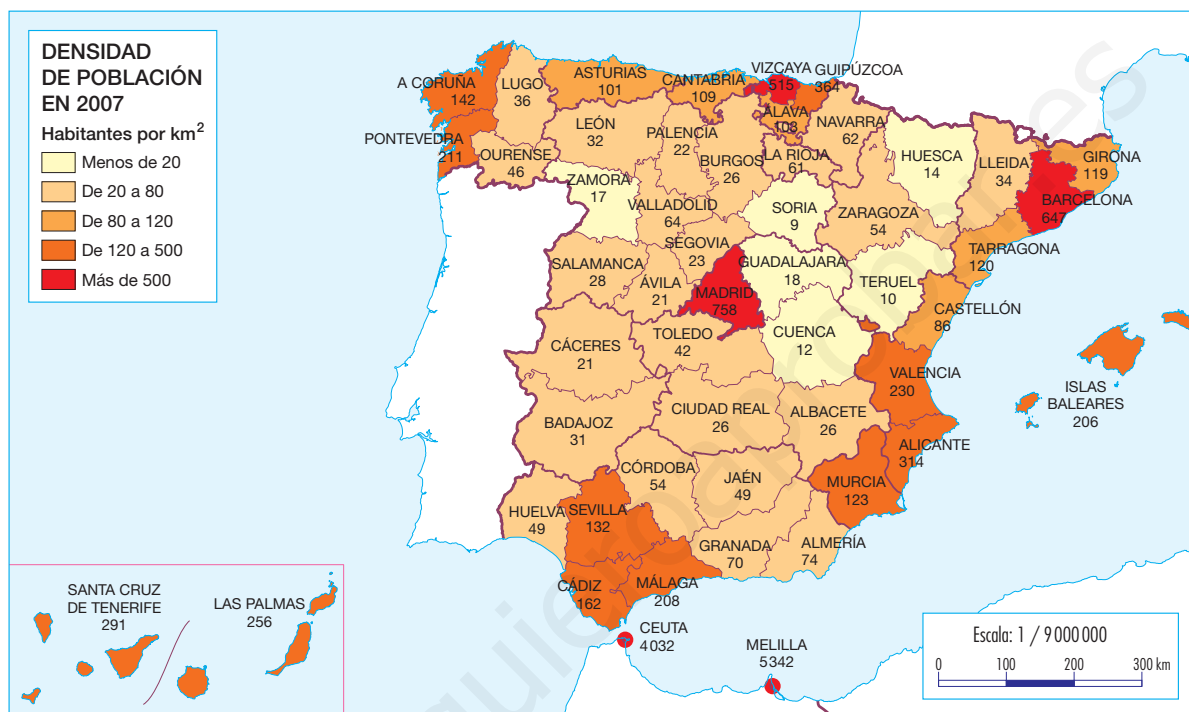 DENSIDAD
DE POBLACIÓN
EN 2007
Habitantes por km²
Menos de 20
De 20 a 80
De 80 a 120
De 120 a 500
Más de 500
A CORUÑA
142
LUGO
36
ASTURIAS
101
CANTABRIA
109
VIZCAYA
515
GUIPÚZCOA
364
PONTEVEDRA
211
OURENSE
46
LEÓN
32
PALENCIA
22
BURGOS
26
ÁLAVA
103
LA RIOJA
61
NAVARRA
62
HUESCA
14
LLEIDA
34
GIRONA
119
BARCELONA
647
ZAMORA
17
VALLADOLID
64
SORIA
9
ZARAGOZA
54
TARRAGONA
120
SALAMANCA
28
ÁVILA
21
SEGOVIA
23
MADRID
758
GUADALAJARA
18
TERUEL
10
CASTELLÓN
86
CÁCERES
21
TOLEDO
42
CUENCA
12
VALENCIA
230
ISLAS
BALEARES
206
BADAJOZ
31
CIUDAD REAL
26
ALBACETE
26
ALICANTE
314
HUELVA
49
SEVILLA
132
CÓRDOBA
54
JAÉN
49
MURCIA
123
CÁDIZ
162
MÁLAGA
208
GRANADA
70
ALMERÍA
74
CEUTA
4 032
MELILLA
5 342
SANTA CRUZ
DE TENERIFE
291
LAS PALMAS
256
Escala: 1 / 9 000 000
0 100 200 300 km
quieroaprobar.es